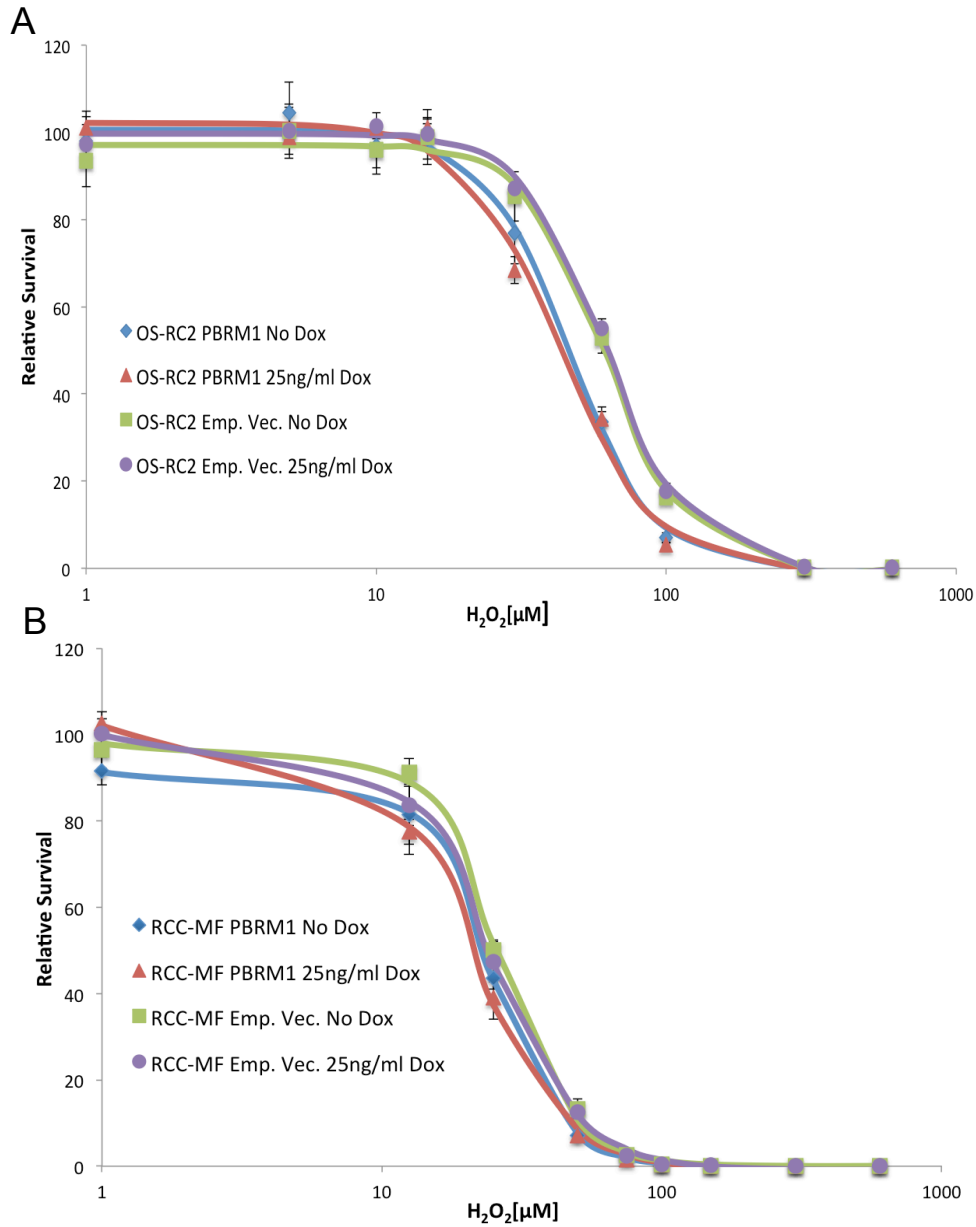 A
120
100
80
60
40
20
0
Relative Survival
OS-RC2 PBRM1 No Dox
OS-RC2 PBRM1 25ng/ml Dox
OS-RC2 Emp. Vec. No Dox
OS-RC2 Emp. Vec. 25ng/ml Dox
1 10 100 1000
H₂O₂[µM]
B
120
100
80
60
40
20
0
Relative Survival
RCC-MF PBRM1 No Dox
RCC-MF PBRM1 25ng/ml Dox
RCC-MF Emp. Vec. No Dox
RCC-MF Emp. Vec. 25ng/ml Dox
1 10 100 1000
H₂O₂[µM]